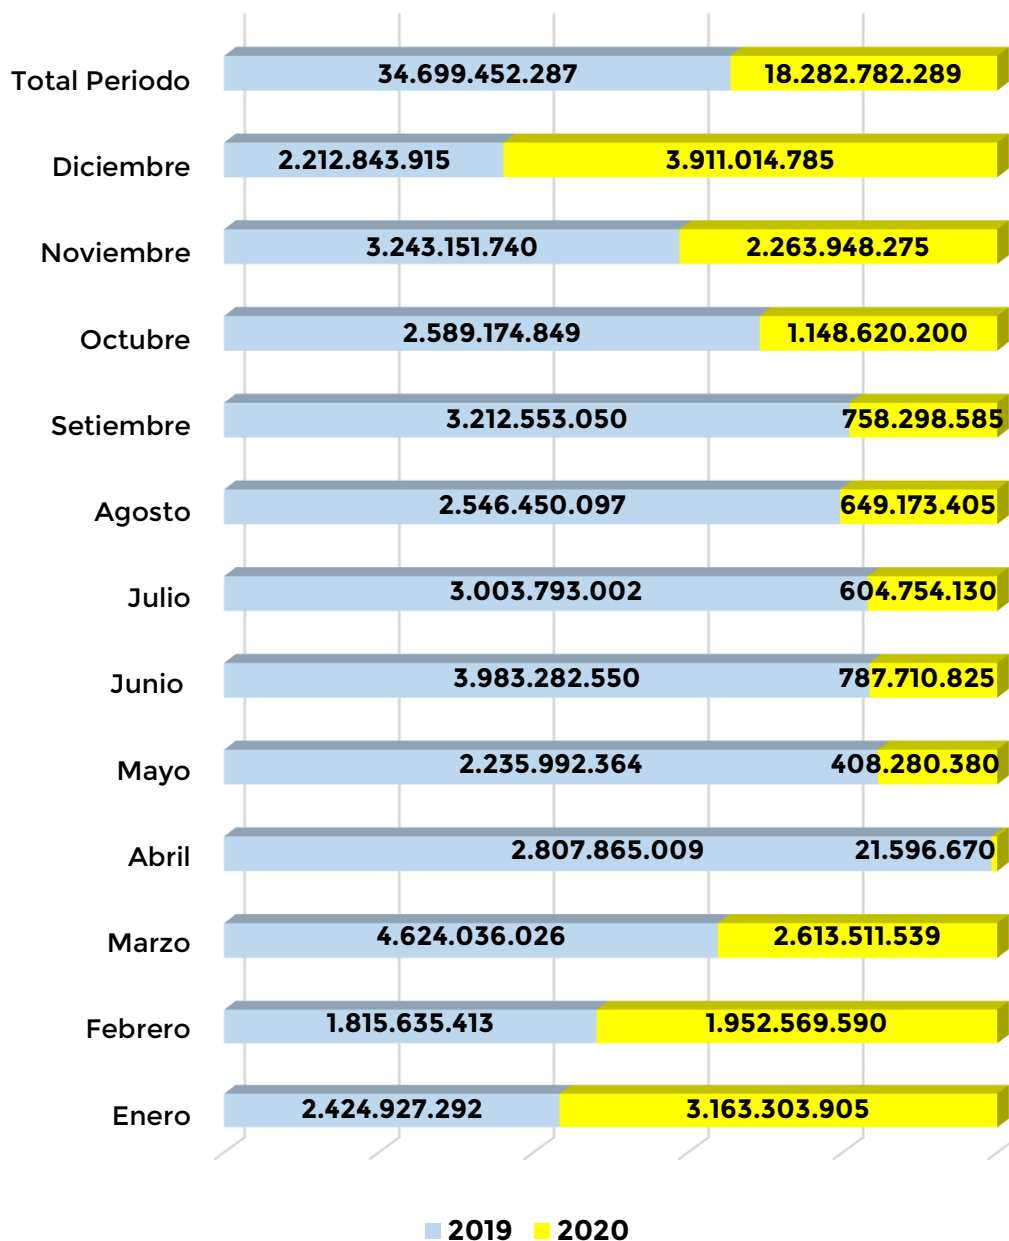 Total Periodo 34.699.452.287 18.282.782.289
Diciembre 2.212.843.915 3.911.014.785
Noviembre 3.243.151.740 2.263.948.275
Octubre 2.589.174.849 1.148.620.200
Setiembre 3.212.553.050 758.298.585
Agosto 2.546.450.097 649.173.405
Julio 3.003.793.002 604.754.130
Junio 3.983.282.550 787.710.825
Mayo 2.235.992.364 408.280.380
Abril 2.807.865.009 21.596.670
Marzo 4.624.036.026 2.613.511.539
Febrero 1.815.635.413 1.952.569.590
Enero 2.424.927.292 3.163.303.905
2019 2020